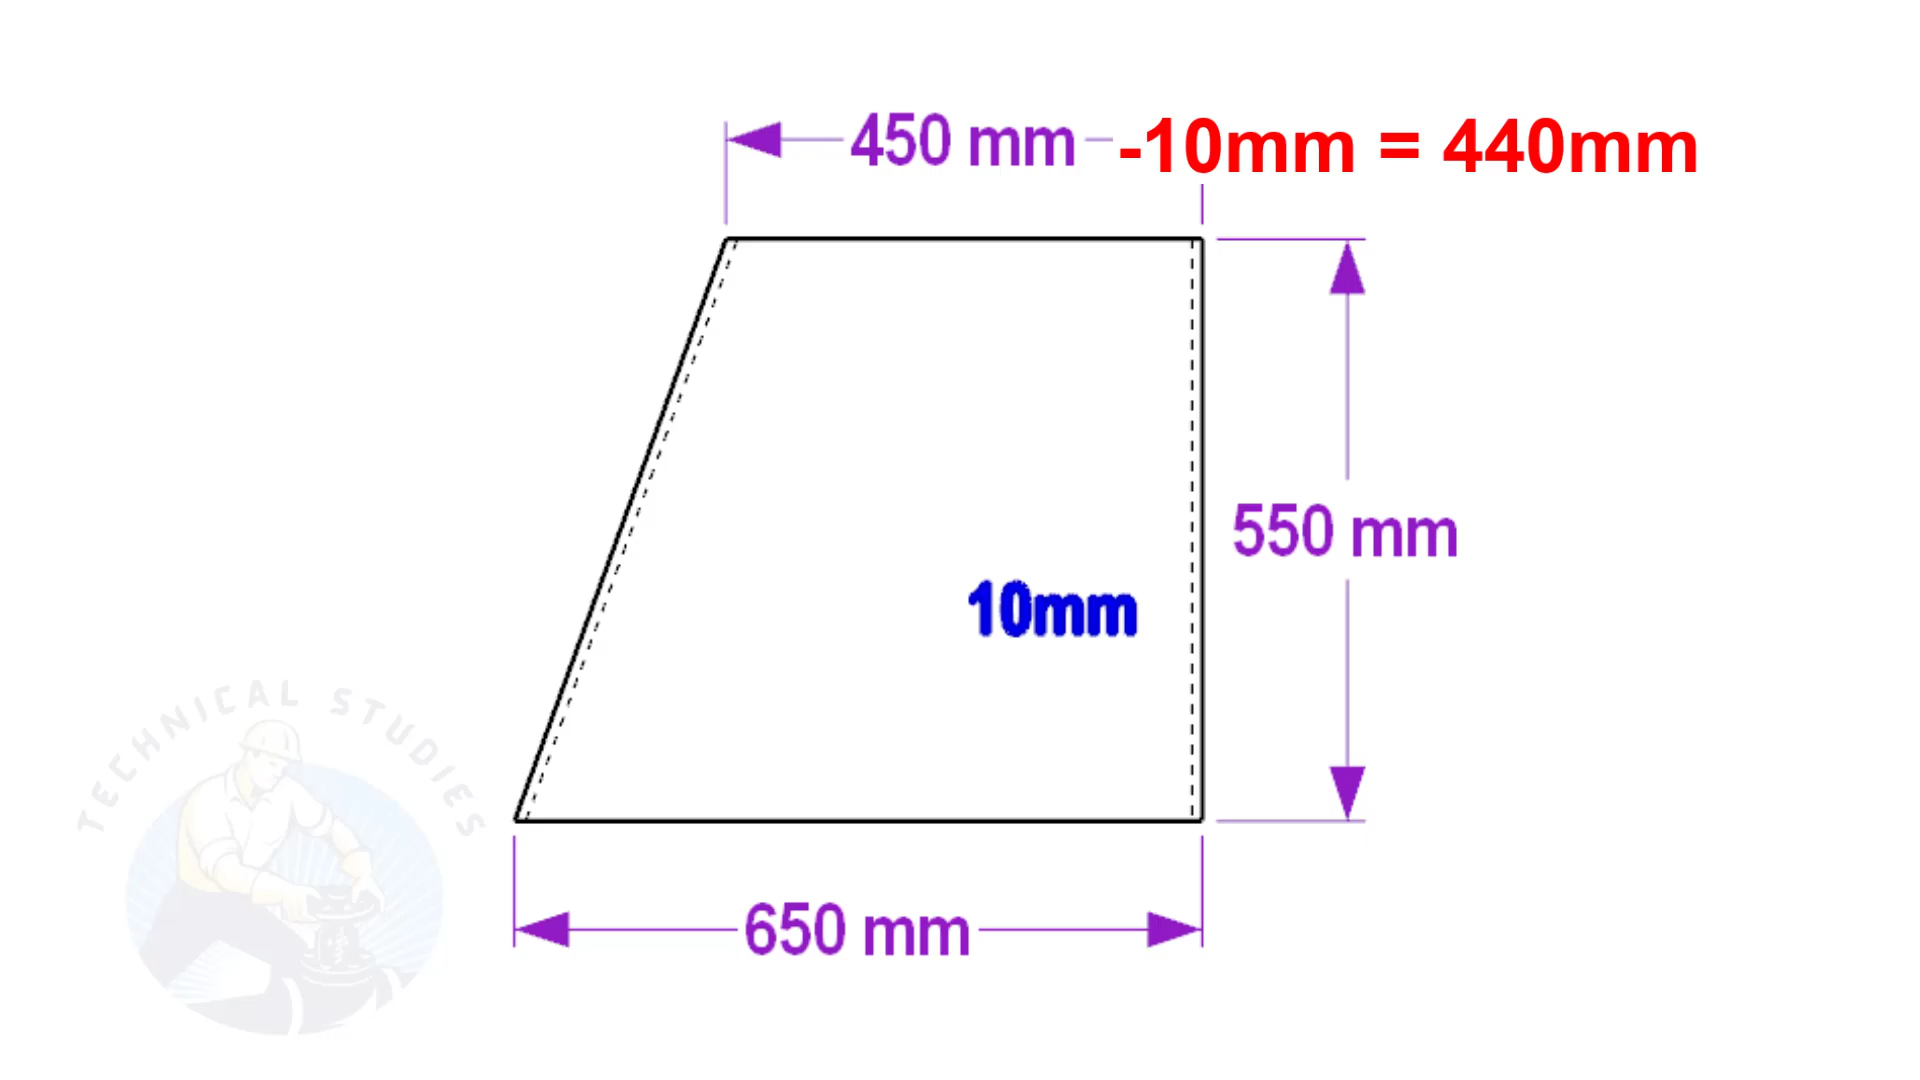 450 mm -10mm = 440mm
550 mm
10mm
TECHNICAL STUDIES
650 mm